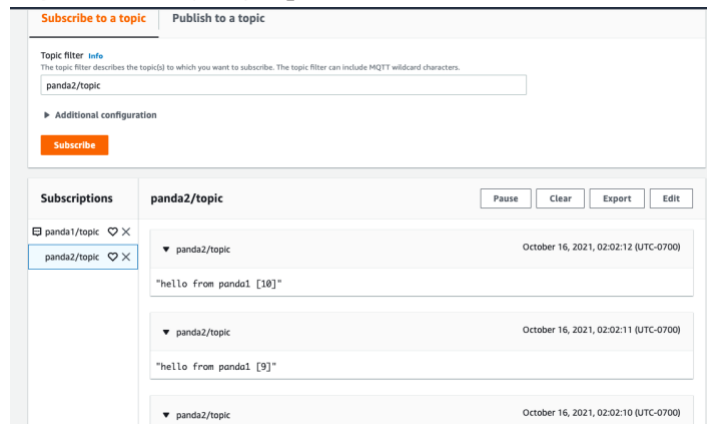 Subscribe to a topic
Publish to a topic
Topic filter Info
The topic filter describes the topic(s) to which you want to subscribe. The topic filter can include MQTT wildcard characters.
panda2/topic
Additional configuration
Subscribe
Subscriptions
panda1/topic
panda2/topic
panda2/topic
Pause Clear Export Edit
panda2/topic October 16, 2021, 02:02:12 (UTC-0700)
"hello from panda1 [10]"
panda2/topic October 16, 2021, 02:02:11 (UTC-0700)
"hello from panda1 [9]"
panda2/topic October 16, 2021, 02:02:10 (UTC-0700)